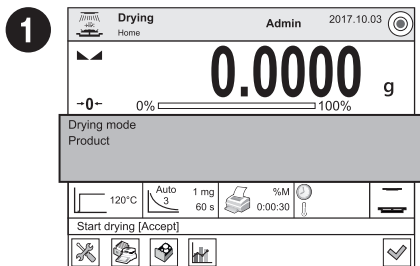 1
Drying
Home
Admin
2017.10.03
0.0000 g
→0←
0% 100%
Drying mode
Product
120°C
Auto
3
1 mg
60 s
%M
0:00:30
Start drying [Accept]